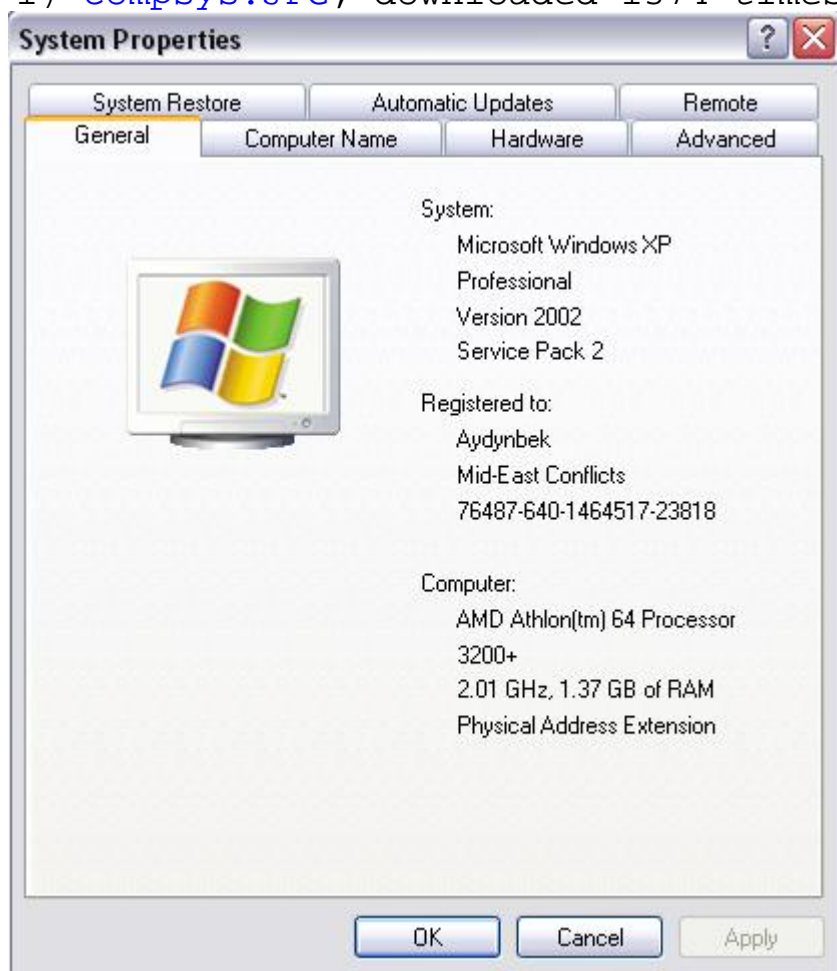 System Properties
System Restore Automatic Updates Remote
General Computer Name Hardware Advanced
System:
Microsoft Windows XP
Professional
Version 2002
Service Pack 2
Registered to:
Aydynbek
Mid-East Conflicts
76487-640-1464517-23818
Computer:
AMD Athlon(tm) 64 Processor
3200+
2.01 GHz, 1.37 GB of RAM
Physical Address Extension
OK Cancel Apply